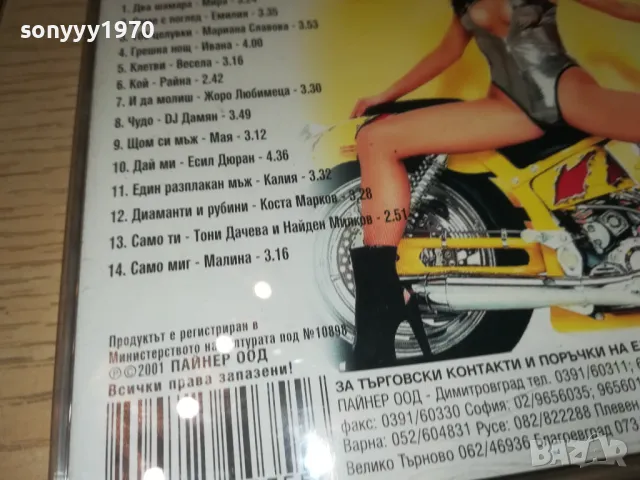 sonyyy1970
1. Два шамара - Мира -
с поглед - Емилия - 3.35
целувки - Мариана Славова - 3.53
4. Грешна нощ - Ивана - 4.00
5. Клетви - Весела - 3.16
6. Кой - Райна - 2.42
7. И да молиш - Жоро Любимеца - 3.30
8. Чудо - DJ Дамян - 3.49
9. Щом си мъж - Мая - 3.12
10. Дай ми - Есил Дюран - 4.36
11. Един разплакан мъж - Калия - 3.32
12. Диаманти и рубини - Коста Марков - 3.28
13. Само ти - Тони Дачева и Найден Милков - 2.51
14. Само миг - Малина - 3.16
Продуктът е регистриран в
Министерството на културата под №10898
℗©2001 ПАЙНЕР ООД
Всички права запазени!
ЗА ТЪРГОВСКИ КОНТАКТИ И ПОРЪЧКИ НА
ПАЙНЕР ООД - Димитровград тел. 0391/60311;
факс: 0391/60330 София: 02/9656035; 96560
Варна: 052/604831 Русе: 082/822288 Плевен
Велико Търново 062/46936 Благоевград 073
BAZAR.bg